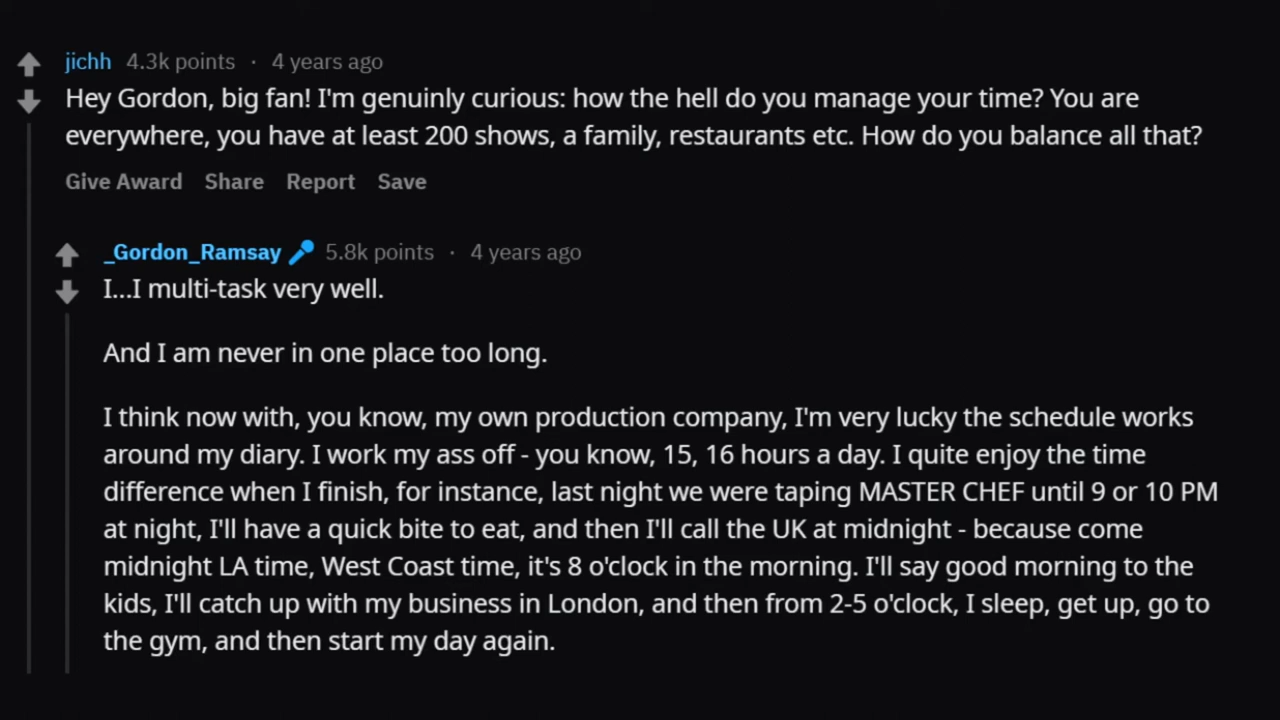 jichh 4.3k points · 4 years ago
Hey Gordon, big fan! I'm genuinly curious: how the hell do you manage your time? You are
everywhere, you have at least 200 shows, a family, restaurants etc. How do you balance all that?
Give Award Share Report Save
_Gordon_Ramsay 5.8k points · 4 years ago
I...I multi-task very well.
And I am never in one place too long.
I think now with, you know, my own production company, I'm very lucky the schedule works
around my diary. I work my ass off - you know, 15, 16 hours a day. I quite enjoy the time
difference when I finish, for instance, last night we were taping MASTER CHEF until 9 or 10 PM
at night, I'll have a quick bite to eat, and then I'll call the UK at midnight - because come
midnight LA time, West Coast time, it's 8 o'clock in the morning. I'll say good morning to the
kids, I'll catch up with my business in London, and then from 2-5 o'clock, I sleep, get up, go to
the gym, and then start my day again.